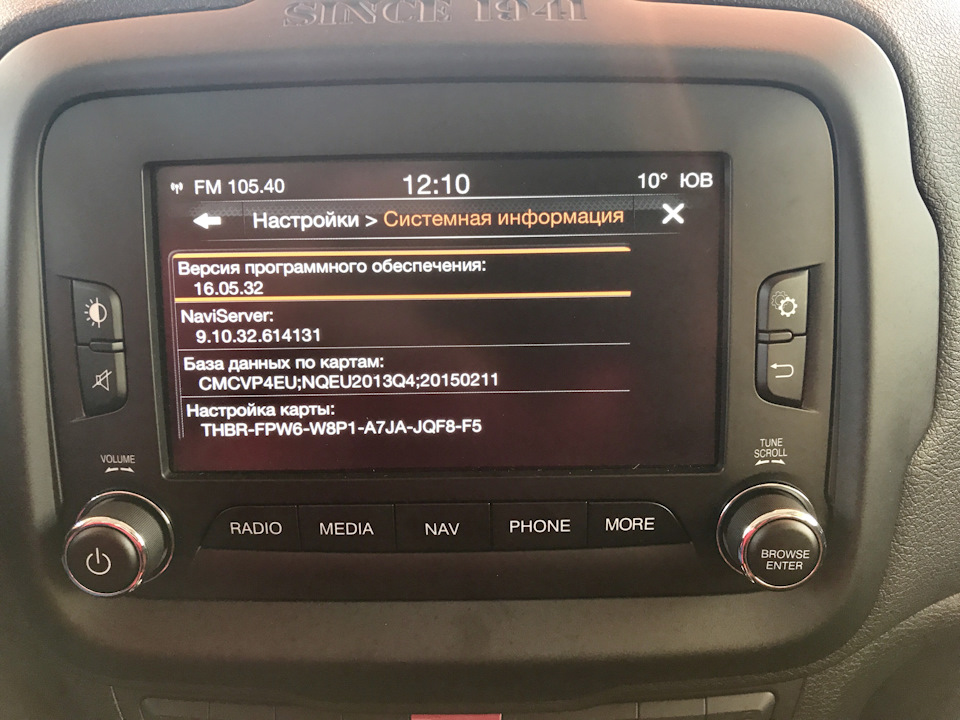 SINCE 1941
FM 105.40 12:10 10° ЮВ
Настройки > Системная информация
Версия программного обеспечения:
16.05.32
NaviServer:
9.10.32.614131
База данных по картам:
CMCVP4EU;NQEU2013Q4;20150211
Настройка карты:
THBR-FPW6-W8P1-A7JA-JQF8-F5
VOLUME
TUNE
SCROLL
RADIO MEDIA NAV PHONE MORE
BROWSE
ENTER